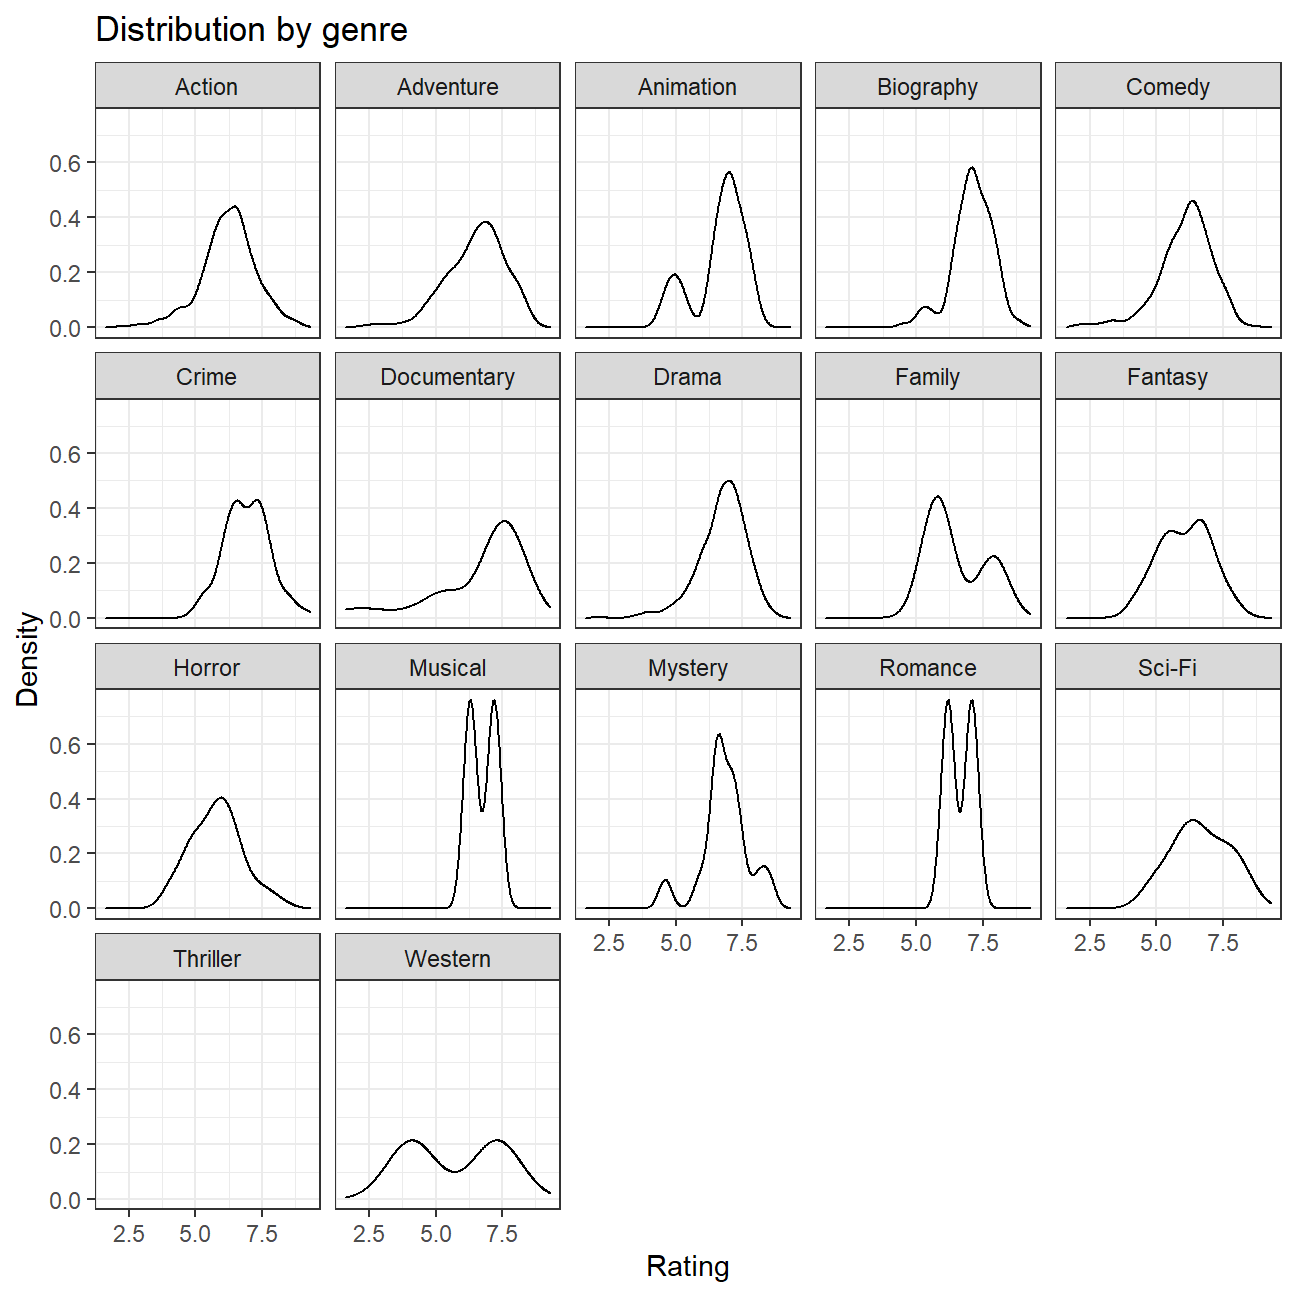 Distribution by genre
Action Adventure Animation Biography Comedy
0.6
0.4
0.2
0.0
Crime Documentary Drama Family Fantasy
0.6
0.4
0.2
0.0
Density
Horror Musical Mystery Romance Sci-Fi
0.6
0.4
0.2
0.0
2.5 5.0 7.5 2.5 5.0 7.5 2.5 5.0 7.5
Thriller Western
0.6
0.4
0.2
0.0
2.5 5.0 7.5 2.5 5.0 7.5
Rating